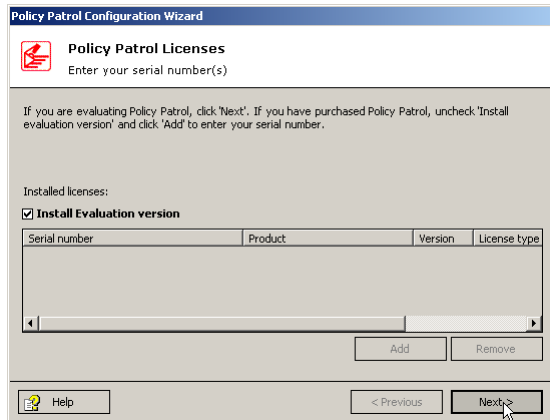 Policy Patrol Configuration Wizard
Policy Patrol Licenses
Enter your serial number(s)
If you are evaluating Policy Patrol, click 'Next'. If you have purchased Policy Patrol, uncheck 'Install
evaluation version' and click 'Add' to enter your serial number.
Installed licenses:
Install Evaluation version
Serial number Product Version License type
Add Remove
Help < Previous Next >